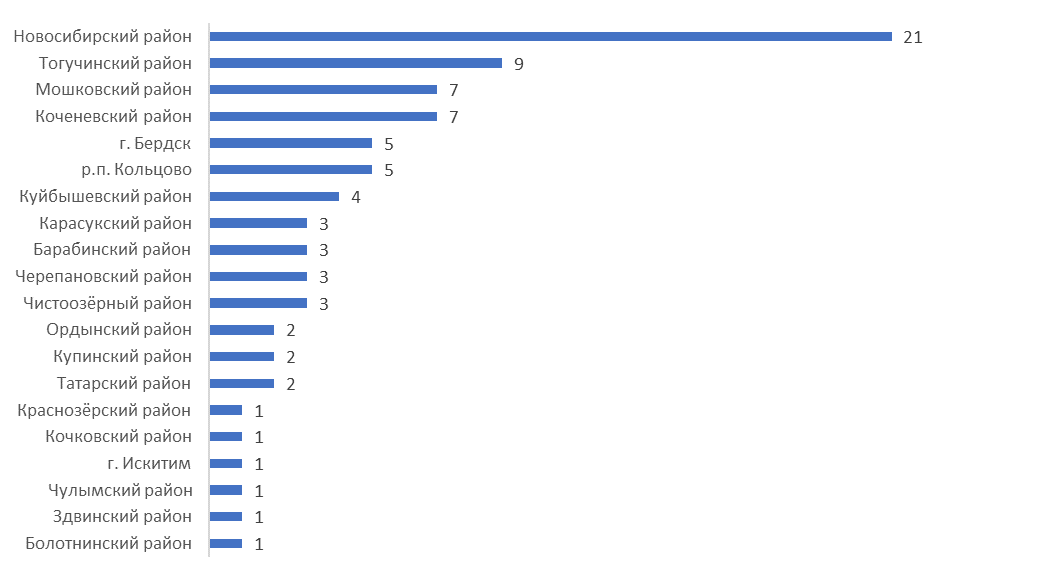 Новосибирский район 21
Тогучинский район 9
Мошковский район 7
Коченевский район 7
г. Бердск 5
р.п. Кольцово 5
Куйбышевский район 4
Карасукский район 3
Барабинский район 3
Черепановский район 3
Чистоозёрный район 3
Ордынский район 2
Купинский район 2
Татарский район 2
Краснозёрский район 1
Кочковский район 1
г. Искитим 1
Чулымский район 1
Здвинский район 1
Болотнинский район 1